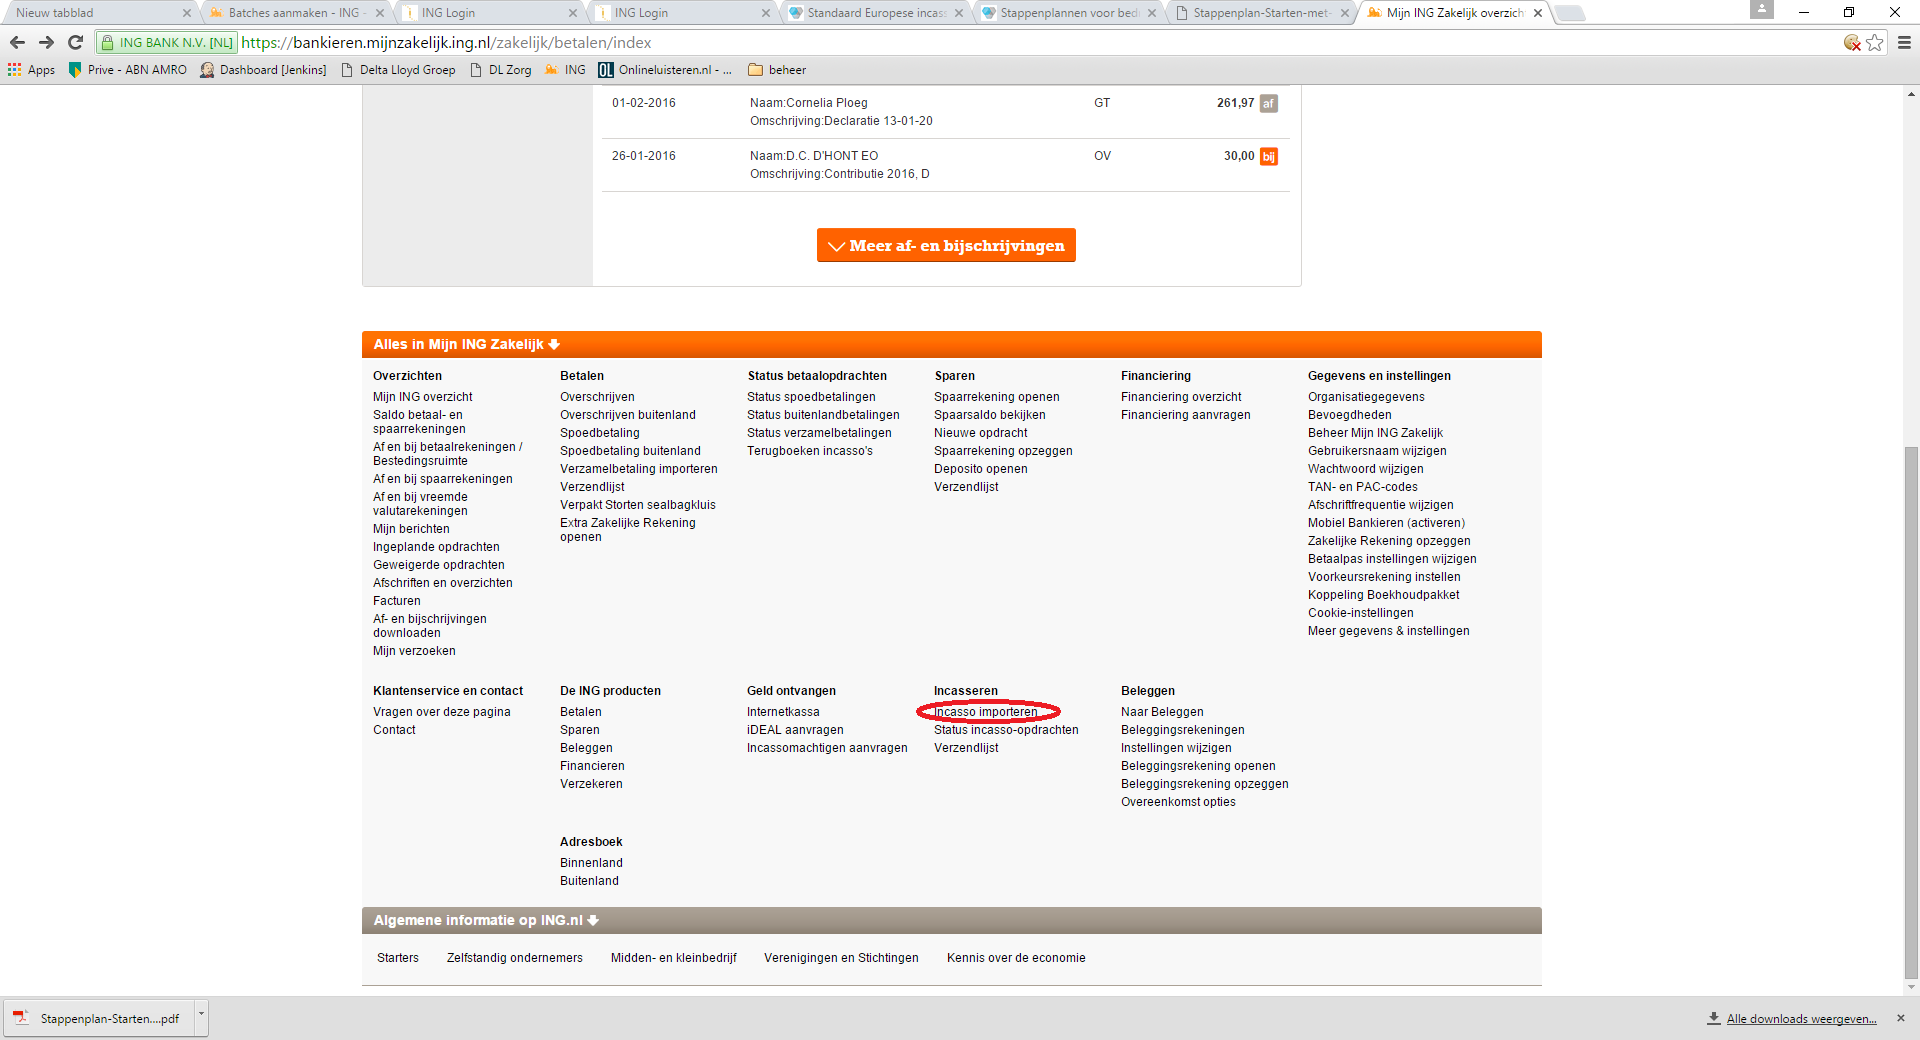 Nieuw tabblad
Batches aanmaken - ING -
ING Login
ING Login
Standaard Europese incas
Stappenplannen voor bed
Stappenplan-Starten-met-
Mijn ING Zakelijk overzich
ING BANK N.V. [NL]
https://bankieren.mijnzakelijk.ing.nl/zakelijk/betalen/index
Apps
Prive - ABN AMRO
Dashboard [Jenkins]
Delta Lloyd Groep
DL Zorg
ING
OL Onlineluisteren.nl - ...
beheer
01-02-2016 Naam:Cornelia Ploeg GT 261,97 af
Omschrijving:Declaratie 13-01-20
26-01-2016 Naam:D.C. D'HONT EO OV 30,00 bij
Omschrijving:Contributie 2016, D
Meer af- en bijschrijvingen
Alles in Mijn ING Zakelijk
Overzichten
Mijn ING overzicht
Saldo betaal- en
spaarrekeningen
Af en bij betaalrekeningen /
Bestedingsruimte
Af en bij spaarrekeningen
Af en bij vreemde
valutarekeningen
Mijn berichten
Ingeplande opdrachten
Geweigerde opdrachten
Afschriften en overzichten
Facturen
Af- en bijschrijvingen
downloaden
Mijn verzoeken
Betalen
Overschrijven
Overschrijven buitenland
Spoedbetaling
Spoedbetaling buitenland
Verzamelbetaling importeren
Verzendlijst
Verpakt Storten sealbagkluis
Extra Zakelijke Rekening
openen
Status betaalopdrachten
Status spoedbetalingen
Status buitenlandbetalingen
Status verzamelbetalingen
Terugboeken incasso's
Sparen
Spaarrekening openen
Spaarsaldo bekijken
Nieuwe opdracht
Spaarrekening opzeggen
Deposito openen
Verzendlijst
Financiering
Financiering overzicht
Financiering aanvragen
Gegevens en instellingen
Organisatiegegevens
Bevoegdheden
Beheer Mijn ING Zakelijk
Gebruikersnaam wijzigen
Wachtwoord wijzigen
TAN- en PAC-codes
Afschriftfrequentie wijzigen
Mobiel Bankieren (activeren)
Zakelijke Rekening opzeggen
Betaalpas instellingen wijzigen
Voorkeursrekening instellen
Koppeling Boekhoudpakket
Cookie-instellingen
Meer gegevens & instellingen
Klantenservice en contact
Vragen over deze pagina
Contact
De ING producten
Betalen
Sparen
Beleggen
Financieren
Verzekeren
Geld ontvangen
Internetkassa
iDEAL aanvragen
Incassomachtigen aanvragen
Incasseren
Incasso importeren
Status incasso-opdrachten
Verzendlijst
Beleggen
Naar Beleggen
Beleggingsrekeningen
Instellingen wijzigen
Beleggingsrekening openen
Beleggingsrekening opzeggen
Overeenkomst opties
Adresboek
Binnenland
Buitenland
Algemene informatie op ING.nl
Starters
Zelfstandig ondernemers
Midden- en kleinbedrijf
Verenigingen en Stichtingen
Kennis over de economie
Stappenplan-Starten....pdf
Alle downloads weergeven...